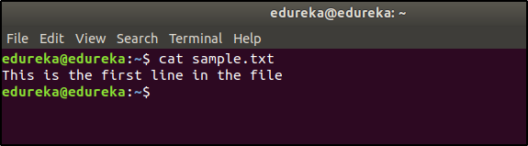 edureka@edureka: ~
File Edit View Search Terminal Help
edureka@edureka:~$ cat sample.txt
This is the first line in the file
edureka@edureka:~$